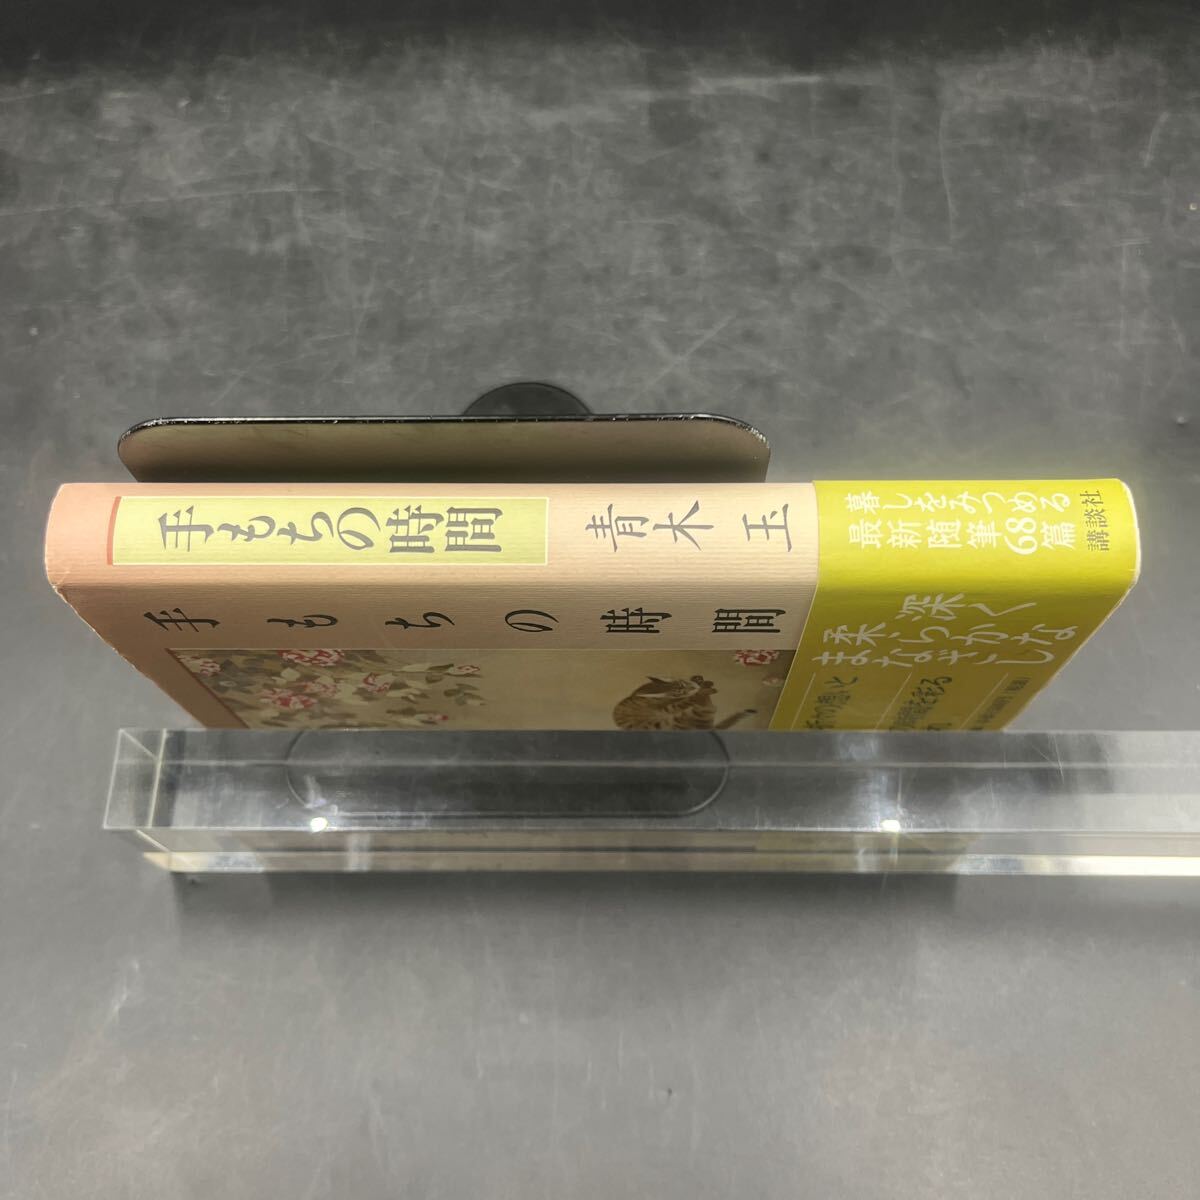 手もちの時間
青木玉
暮しをみつめる
最新随筆68篇
講談社
手もちの時間
深く
柔らかな
まなざし